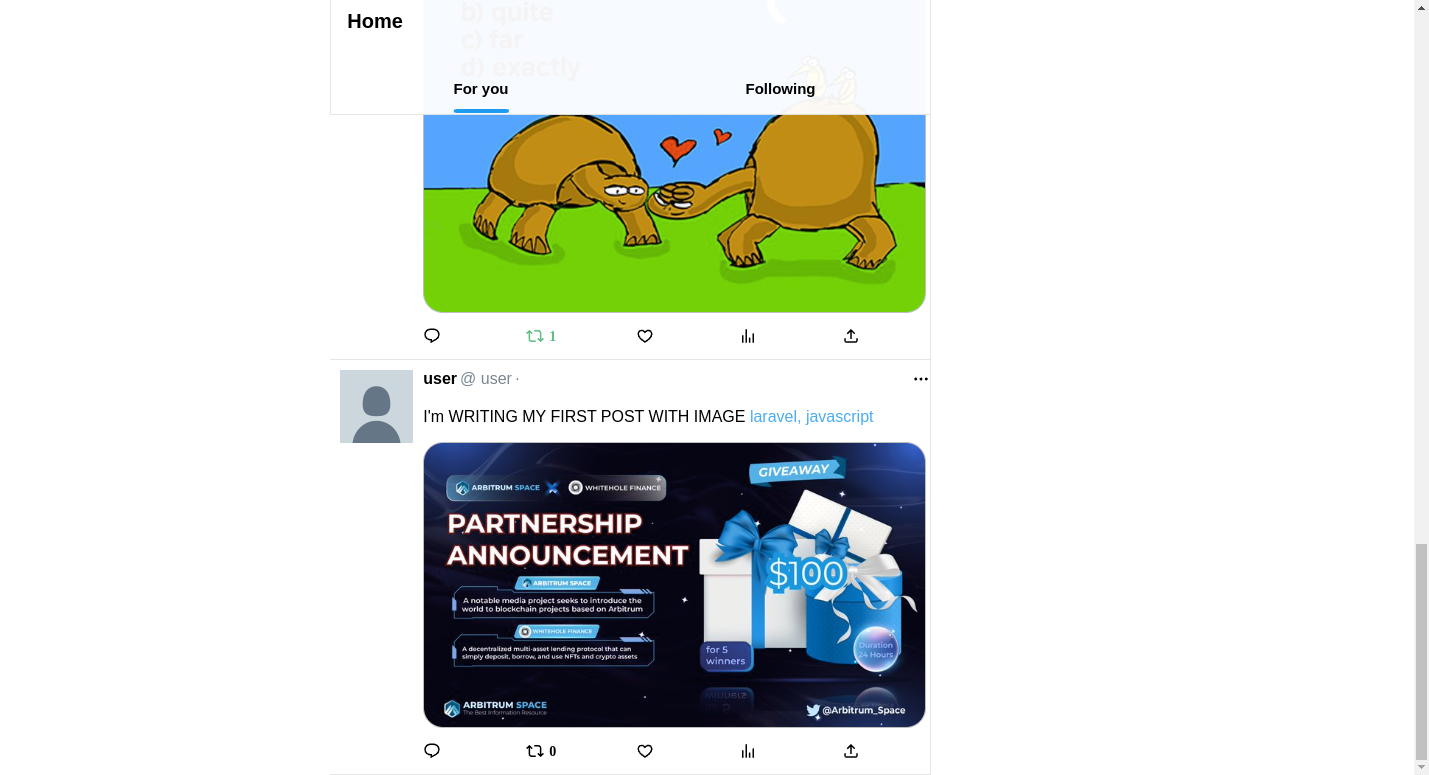 b) quite
Home
c) far
d) exactly
For you
Following
1
user @ user ·
I'm WRITING MY FIRST POST WITH IMAGE laravel, javascript
GIVEAWAY
ARBITRUM SPACE
WHITEHOLE FINANCE
PARTNERSHIP
ANNOUNCEMENT
$100
ARBITRUM SPACE
A notable media project seeks to introduce the
world to blockchain projects based on Arbitrum
WHITEHOLE FINANCE
A decentralized multi-asset lending protocol that can
simply deposit, borrow, and use NFTs and crypto assets
for 5
winners
Duration
24 Hours
ARBITRUM SPACE
The Best Information Resource
@Arbitrum_Space
0